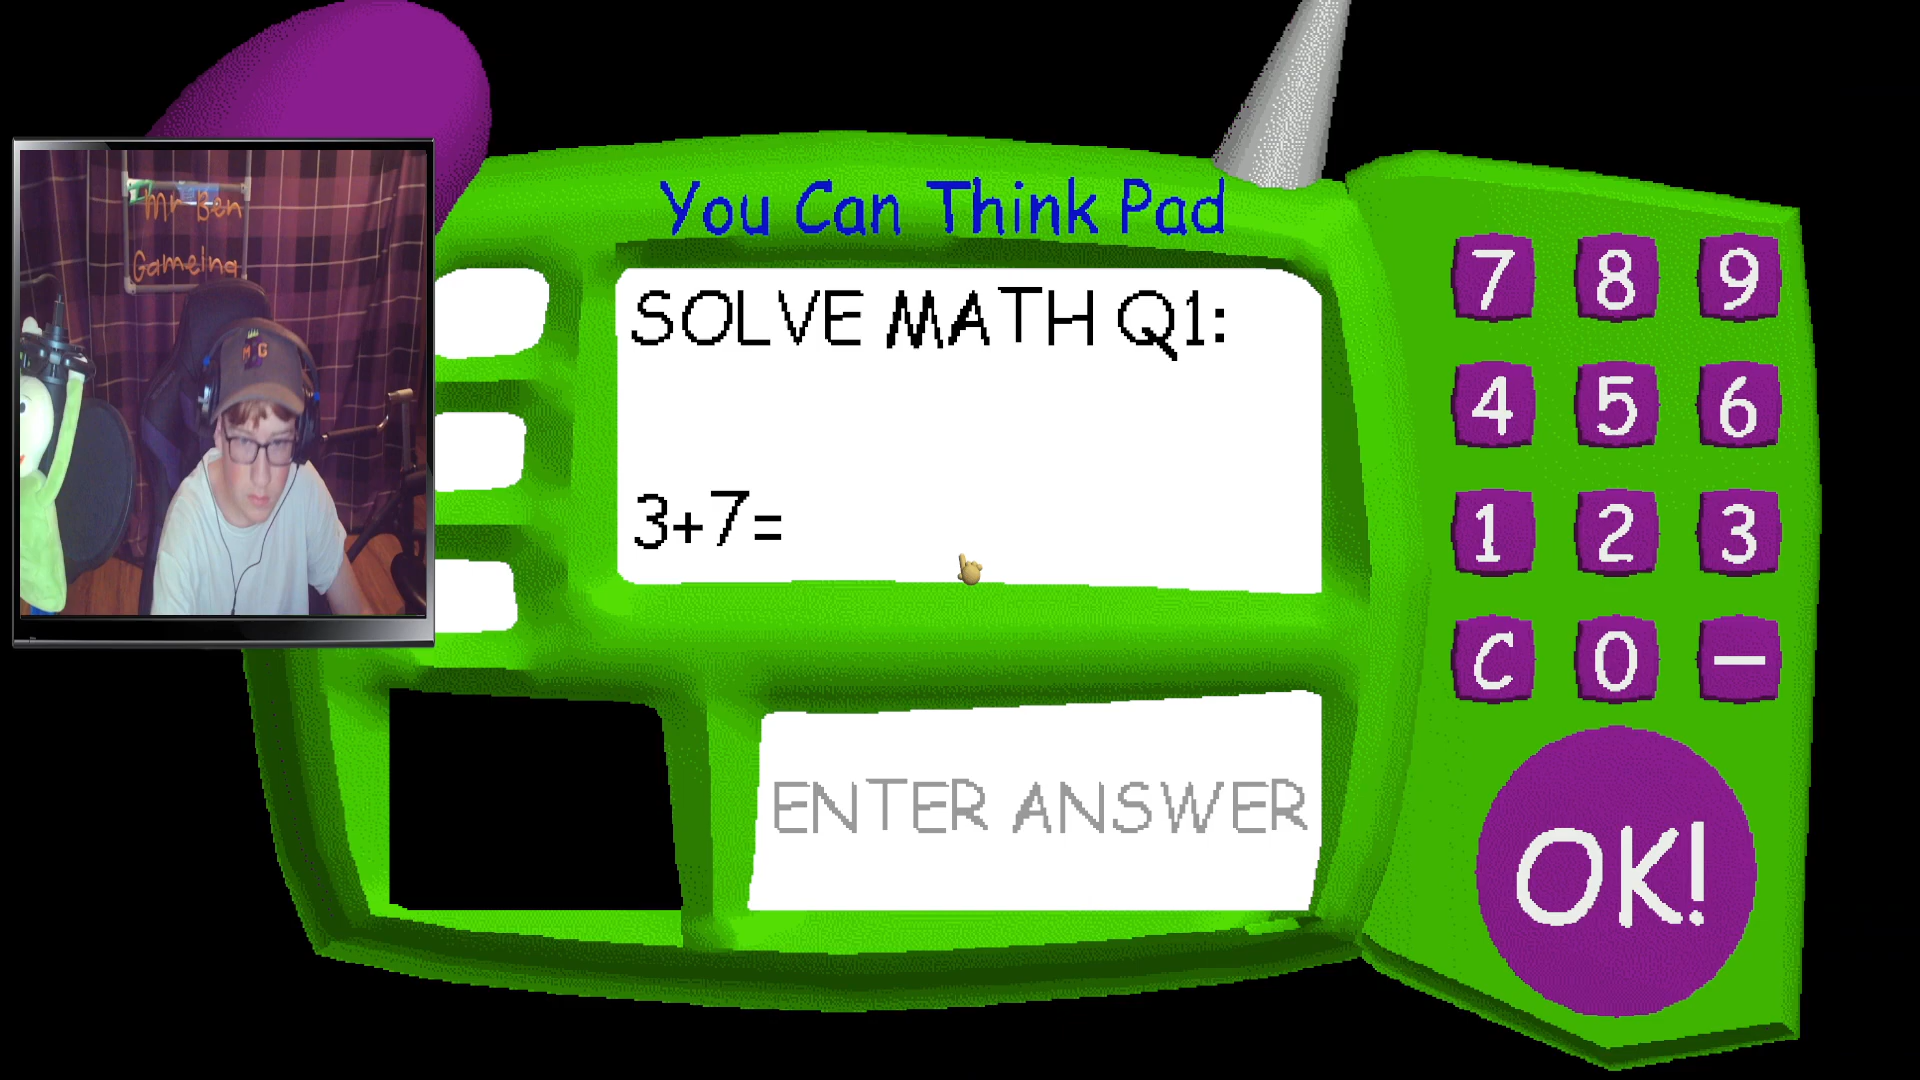 You Can Think Pad
SOLVE MATH Q1:
3+7=
ENTER ANSWER
7 8 9
4 5 6
1 2 3
C 0 −
OK!
Mr Ben
Gameing